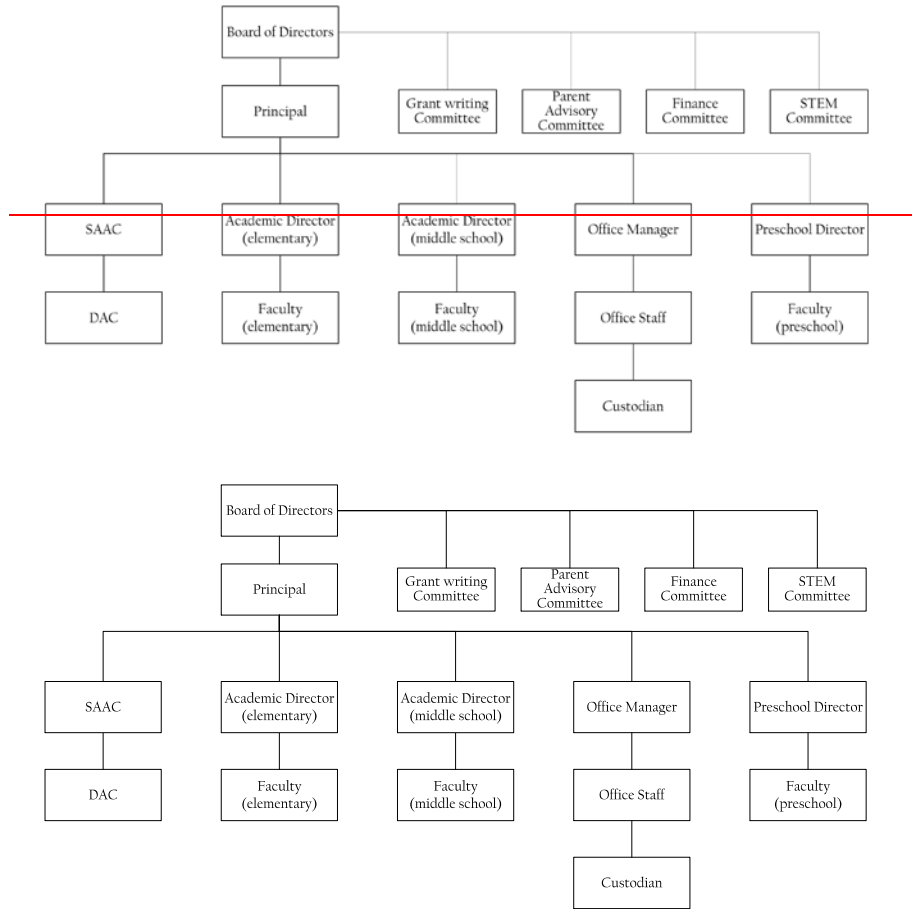 Board of Directors
Principal
Grant writing
Committee
Parent
Advisory
Committee
Finance
Committee
STEM
Committee
SAAC
Academic Director
(elementary)
Academic Director
(middle school)
Office Manager
Preschool Director
DAC
Faculty
(elementary)
Faculty
(middle school)
Office Staff
Faculty
(preschool)
Custodian
Board of Directors
Principal
Grant writing
Committee
Parent
Advisory
Committee
Finance
Committee
STEM
Committee
SAAC
Academic Director
(elementary)
Academic Director
(middle school)
Office Manager
Preschool Director
DAC
Faculty
(elementary)
Faculty
(middle school)
Office Staff
Faculty
(preschool)
Custodian